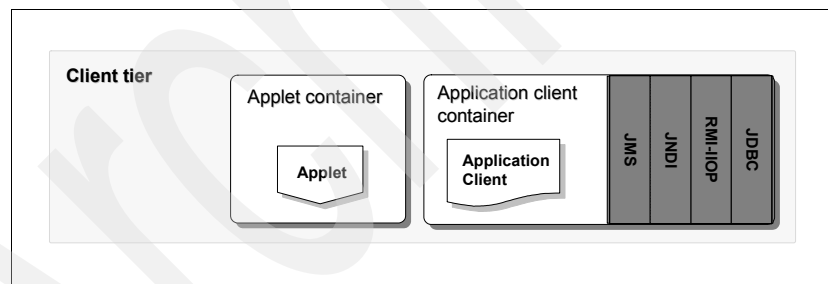 Client tier
Applet container
Applet
Application client
container
Application
Client
JMS
JNDI
RMI-IIOP
JDBC